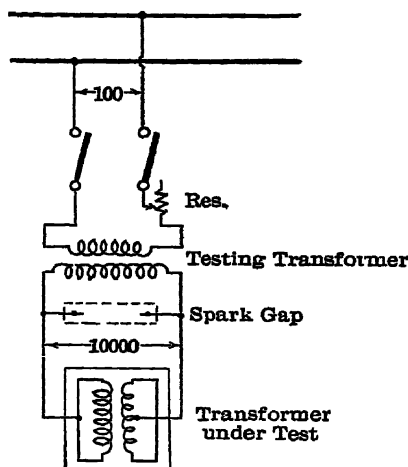 100
Res.
Testing Transformer
Spark Gap
10000
Transformer
under Test